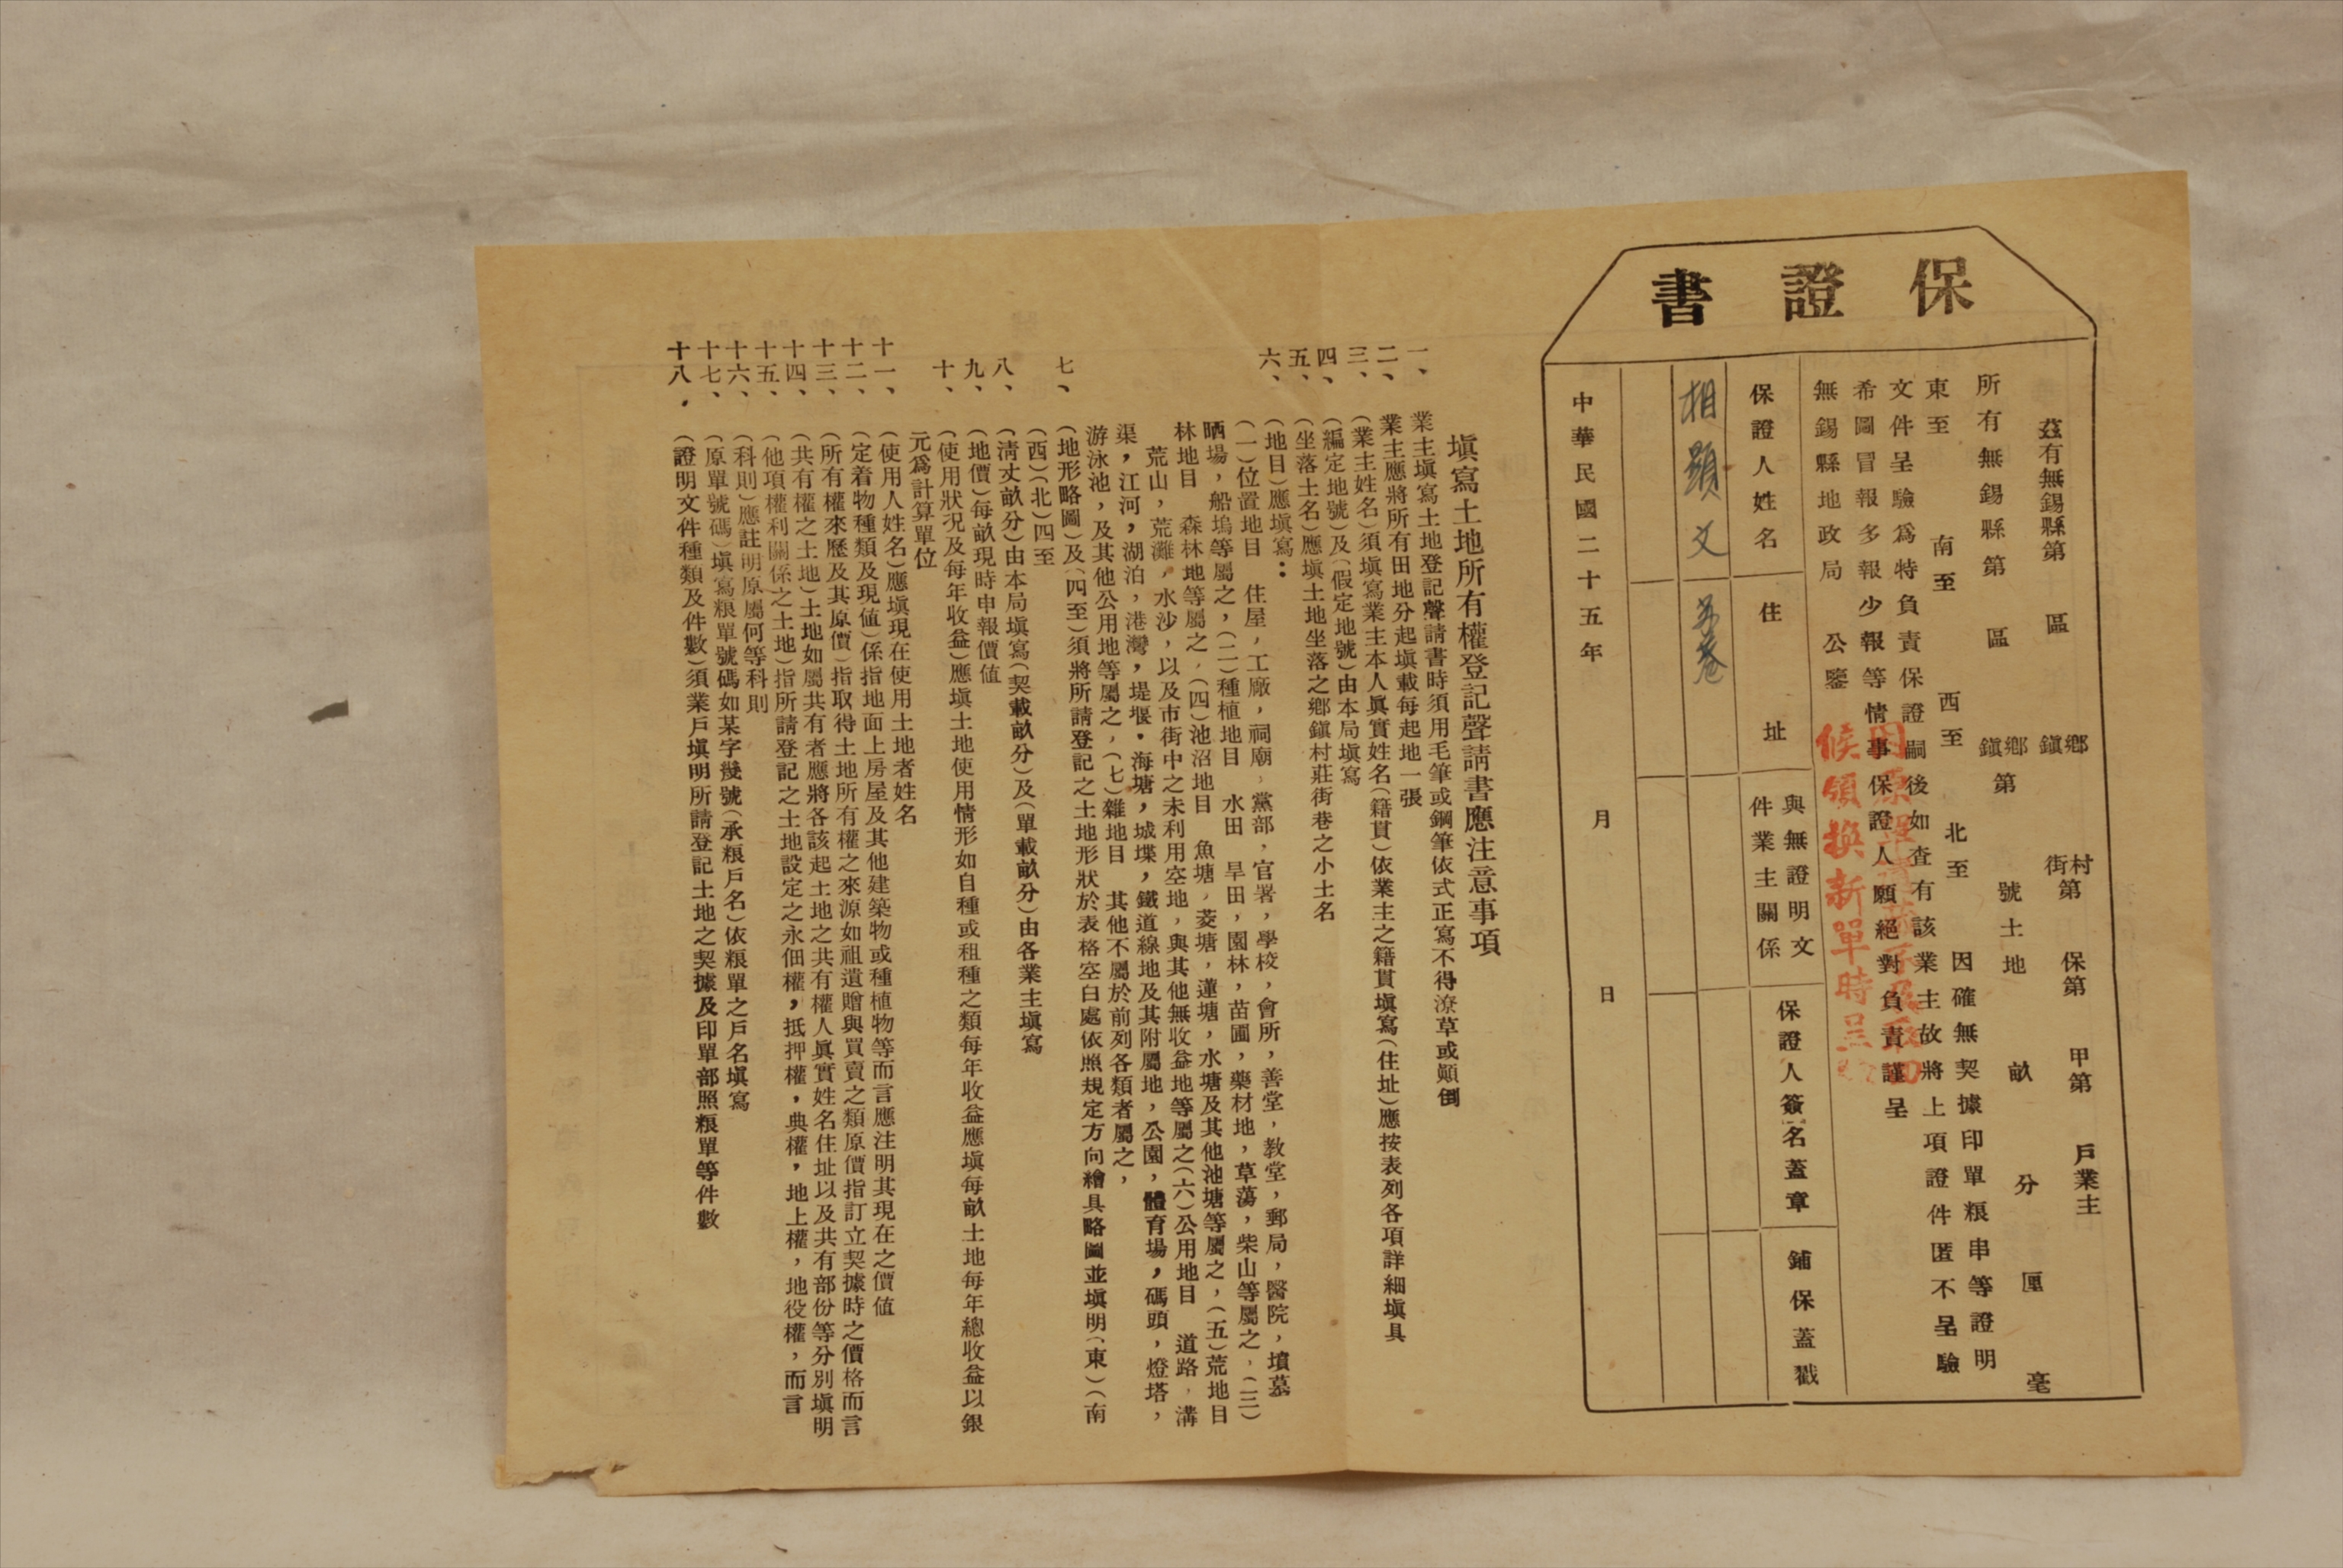 保證書
茲有無錫縣第　區　鄉鎮　村街第　保第　甲第　戶業主
所有無錫縣第　區　鄉鎮第　號土地　畝　分　厘　毫
東至　南至　西至　北至　因確無契據印單粮串等證明
文件呈驗爲特負責保證嗣後如查有該業主故將上項證件匿不呈驗
希圖冒報多報少報等情事保證人願絕對負責謹呈
無錫縣地政局　公鑒
候領換新單時呈
保證人姓名　住址　與無證明文件業主關係　保證人簽名蓋章　鋪保蓋戳
相顯文　巷
中華民國二十五年　月　日
塡寫土地所有權登記聲請書應注意事項
一、業主塡寫土地登記聲請書時須用毛筆或鋼筆依式正寫不得潦草或顚倒
二、業主應將所有田地分起塡載每起地一張
三、（業主姓名）須塡寫業主本人眞實姓名（籍貫）依業主之籍貫塡寫（住址）應按表列各項詳細塡具
四、（編定地號）及（假定地號）由本局塡寫
五、（坐落土名）應塡土地坐落之鄉鎮村莊街巷之小土名
六、（地目）應塡寫：
（一）位置地目　住屋，工廠，祠廟，黨部，官署，學校，會所，善堂，教堂，郵局，醫院，墳墓
晒場，船塢等屬之，（二）種植地目　水田　旱田，園林，苗圃，藥材地，草蕩，柴山等屬之，（三）
林地目　森林地等屬之，（四）池沼地目　魚塘，菱塘，蓮塘，水塘及其他池塘等屬之，（五）荒地目
荒山，荒灘，水沙，以及市街中之未利用空地，與其他無收益地等屬之（六）公用地目　道路，溝
渠，江河，湖泊，港灣，堤堰．海塘，城堞，鐵道線地及其附屬地，公園，體育場，碼頭，燈塔，
游泳池，及其他公用地等屬之，（七）雜地目　其他不屬於前列各類者屬之，
七、（地形略圖）及（四至）須將所請登記之土地形狀於表格空白處依照規定方向繪具略圖並塡明（東）（南
（西）（北）四至
八、（淸丈畝分）由本局塡寫（契載畝分）及（單載畝分）由各業主塡寫
九、（地價）每畝現時申報價値
十、（使用狀況及每年收益）應塡土地使用情形如自種或租種之類每年收益應塡每畝土地每年總收益以銀
元爲計算單位
十一、（使用人姓名）應塡現在使用土地者姓名
十二、（定着物種類及現値）係指地面上房屋及其他建築物或種植物等而言應注明其現在之價値
十三、（所有權來歷及其原價）指取得土地所有權之來源如祖遺贈與買賣之類原價指訂立契據時之價格而言
十四、（共有權之土地）土地如屬共有者應將各該起土地之共有權人眞實姓名住址以及共有部份等分別塡明
十五、（他項權利關係之土地）指所請登記之土地設定之永佃權，抵押權，典權，地上權，地役權，而言
十六、（科則）應註明原屬何等科則
十七、（原單號碼）塡寫粮單號碼如某字幾號（承粮戶名）依粮單之戶名塡寫
十八．（證明文件種類及件數）須業戶塡明所請登記土地之契據及印單部照粮單等件數